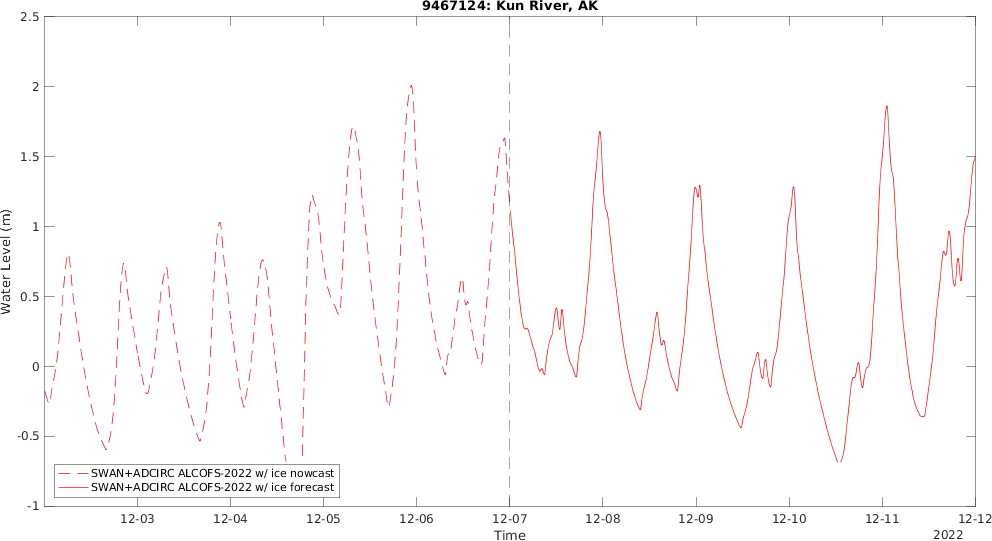 9467124: Kun River, AK
Water Level (m)
2.5
2
1.5
1
0.5
0
-0.5
-1
SWAN+ADCIRC ALCOFS-2022 w/ ice nowcast
SWAN+ADCIRC ALCOFS-2022 w/ ice forecast
12-03 12-04 12-05 12-06 12-07 12-08 12-09 12-10 12-11 12-12
Time
2022